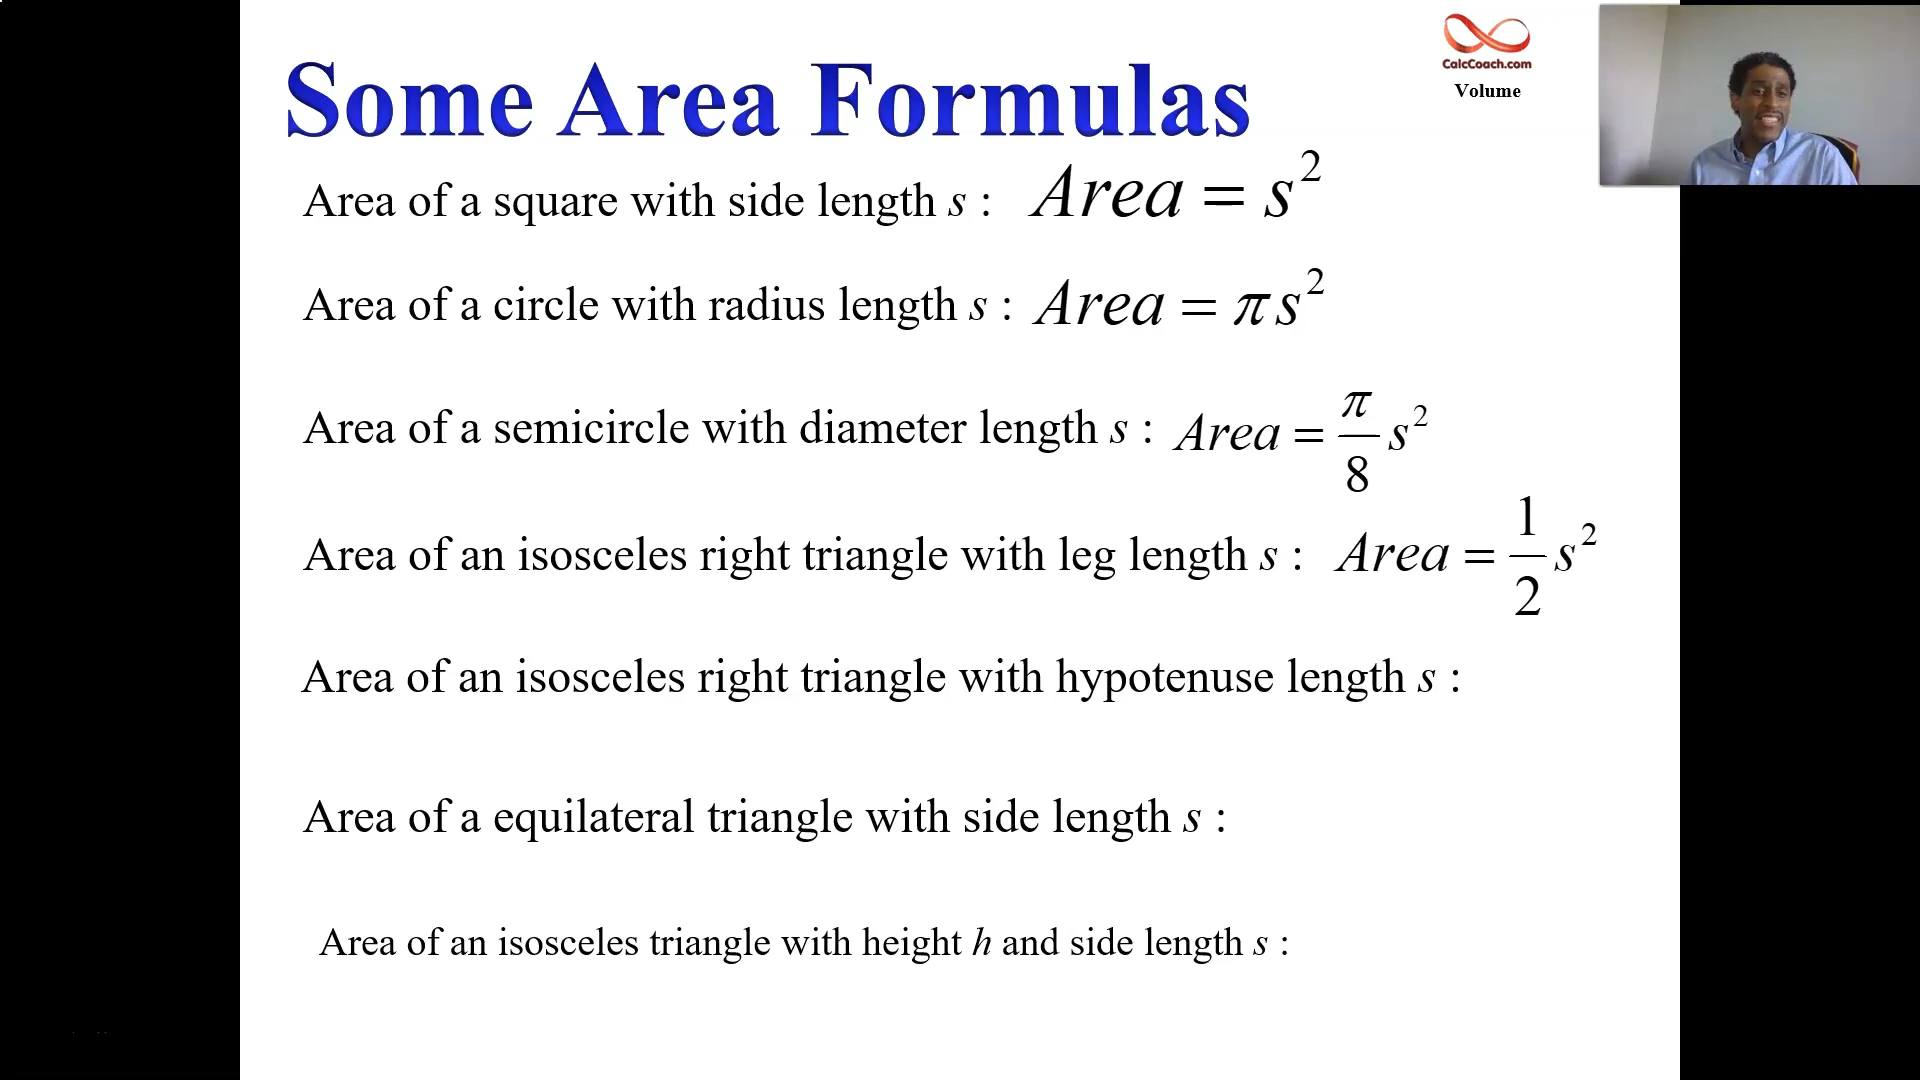 CalcCoach.com
Volume
Some Area Formulas
Area of a square with side length s : Area = s²
Area of a circle with radius length s : Area = π s²
Area of a semicircle with diameter length s : Area = π/8 s²
Area of an isosceles right triangle with leg length s : Area = 1/2 s²
Area of an isosceles right triangle with hypotenuse length s :
Area of a equilateral triangle with side length s :
Area of an isosceles triangle with height h and side length s :